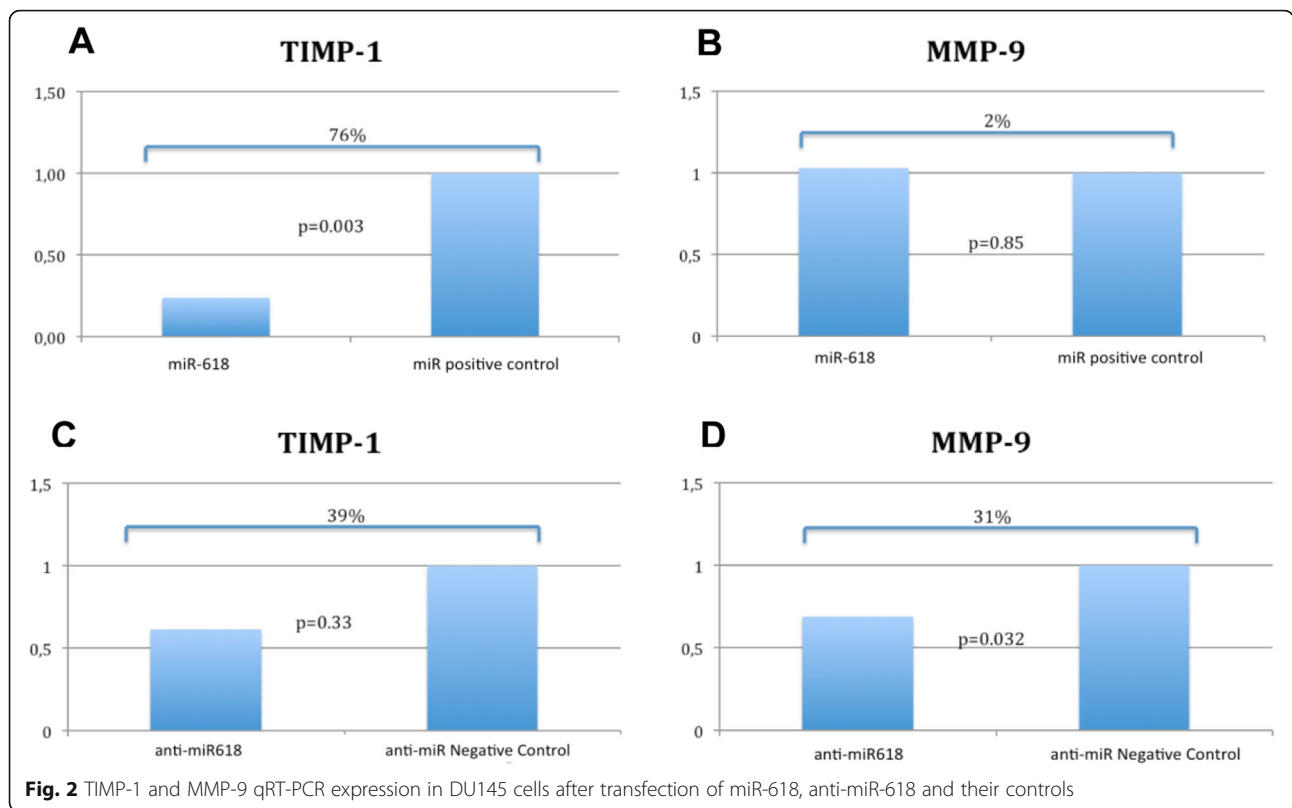 A
TIMP-1
1,50
1,00
0,50
0,00
76%
p=0.003
miR-618
miR positive control
B
MMP-9
1,5
1
0,5
0
2%
p=0.85
miR-618
miR positive control
C
TIMP-1
1,5
1
0,5
0
39%
p=0.33
anti-miR618
anti-miR Negative Control
D
MMP-9
1,5
1
0,5
0
31%
p=0.032
anti-miR618
anti-miR Negative Control
Fig. 2 TIMP-1 and MMP-9 qRT-PCR expression in DU145 cells after transfection of miR-618, anti-miR-618 and their controls